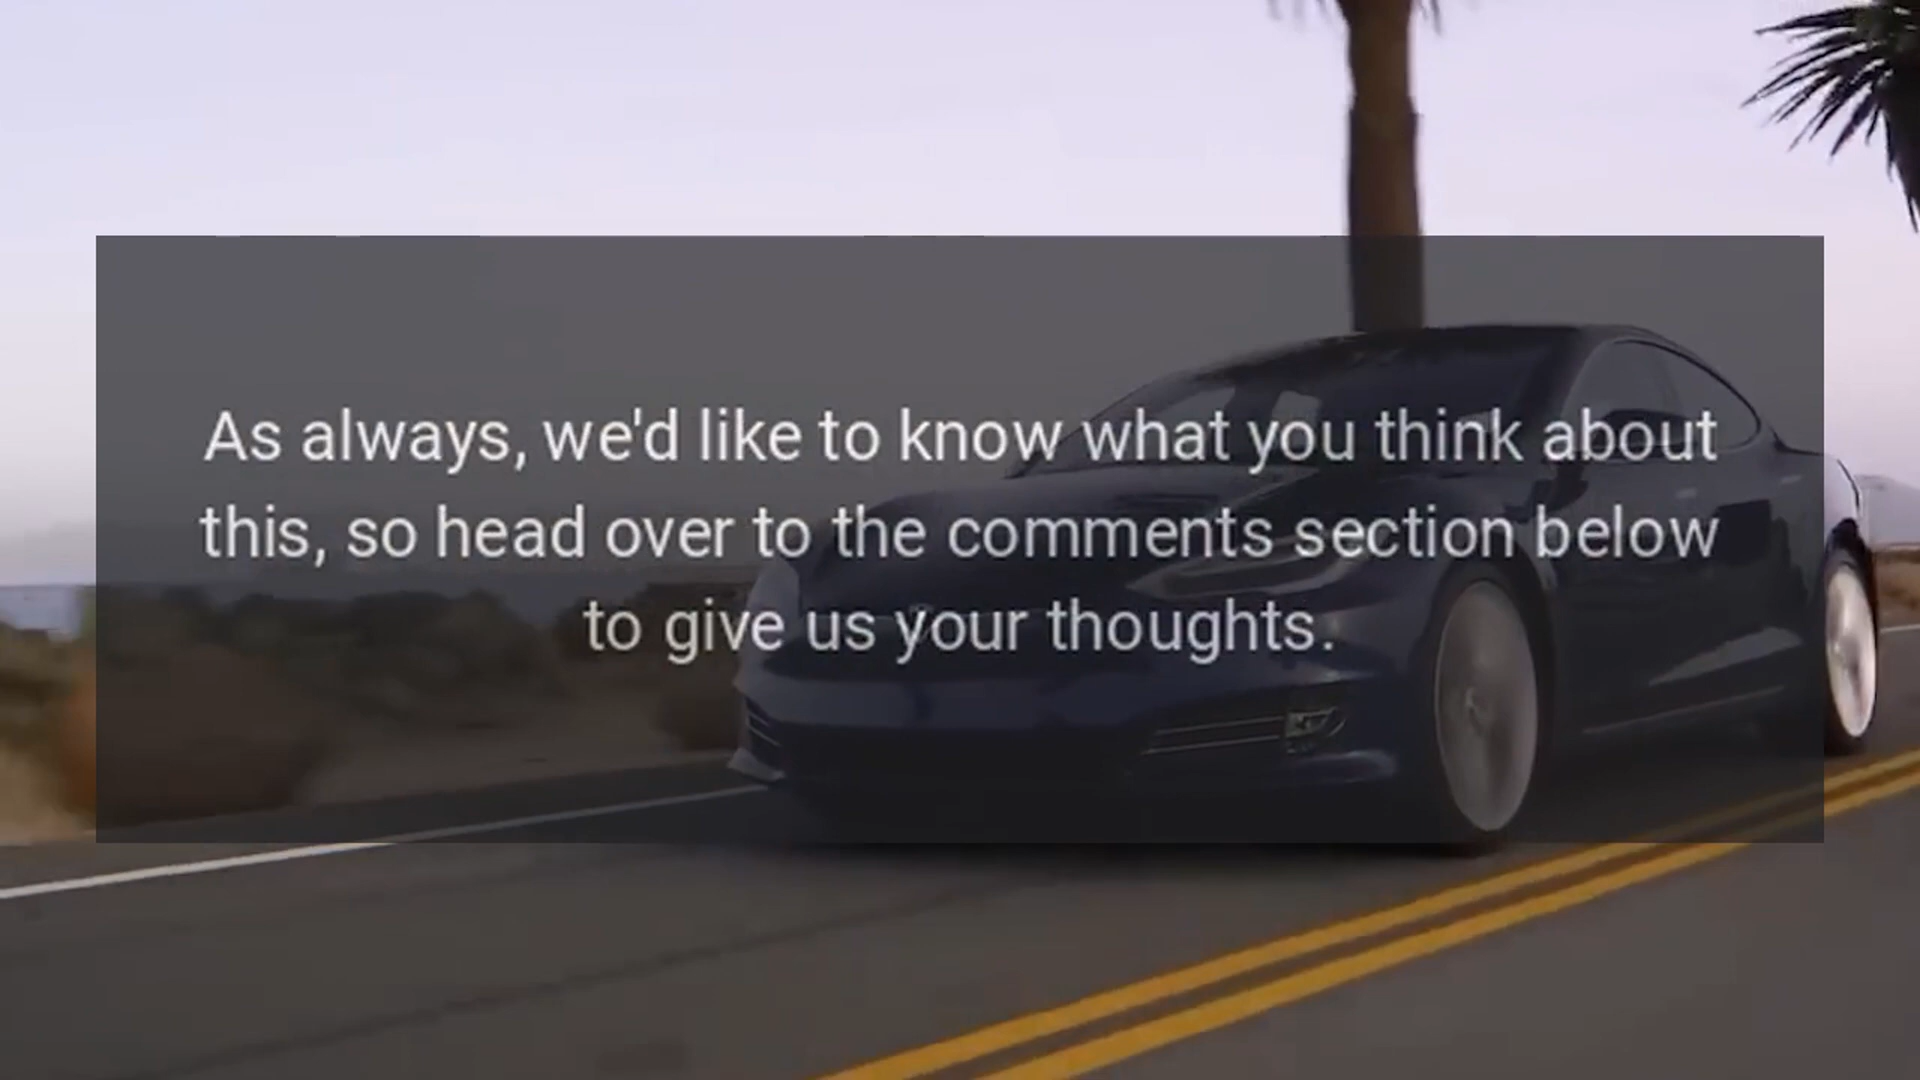 As always, we'd like to know what you think about
this, so head over to the comments section below
to give us your thoughts.